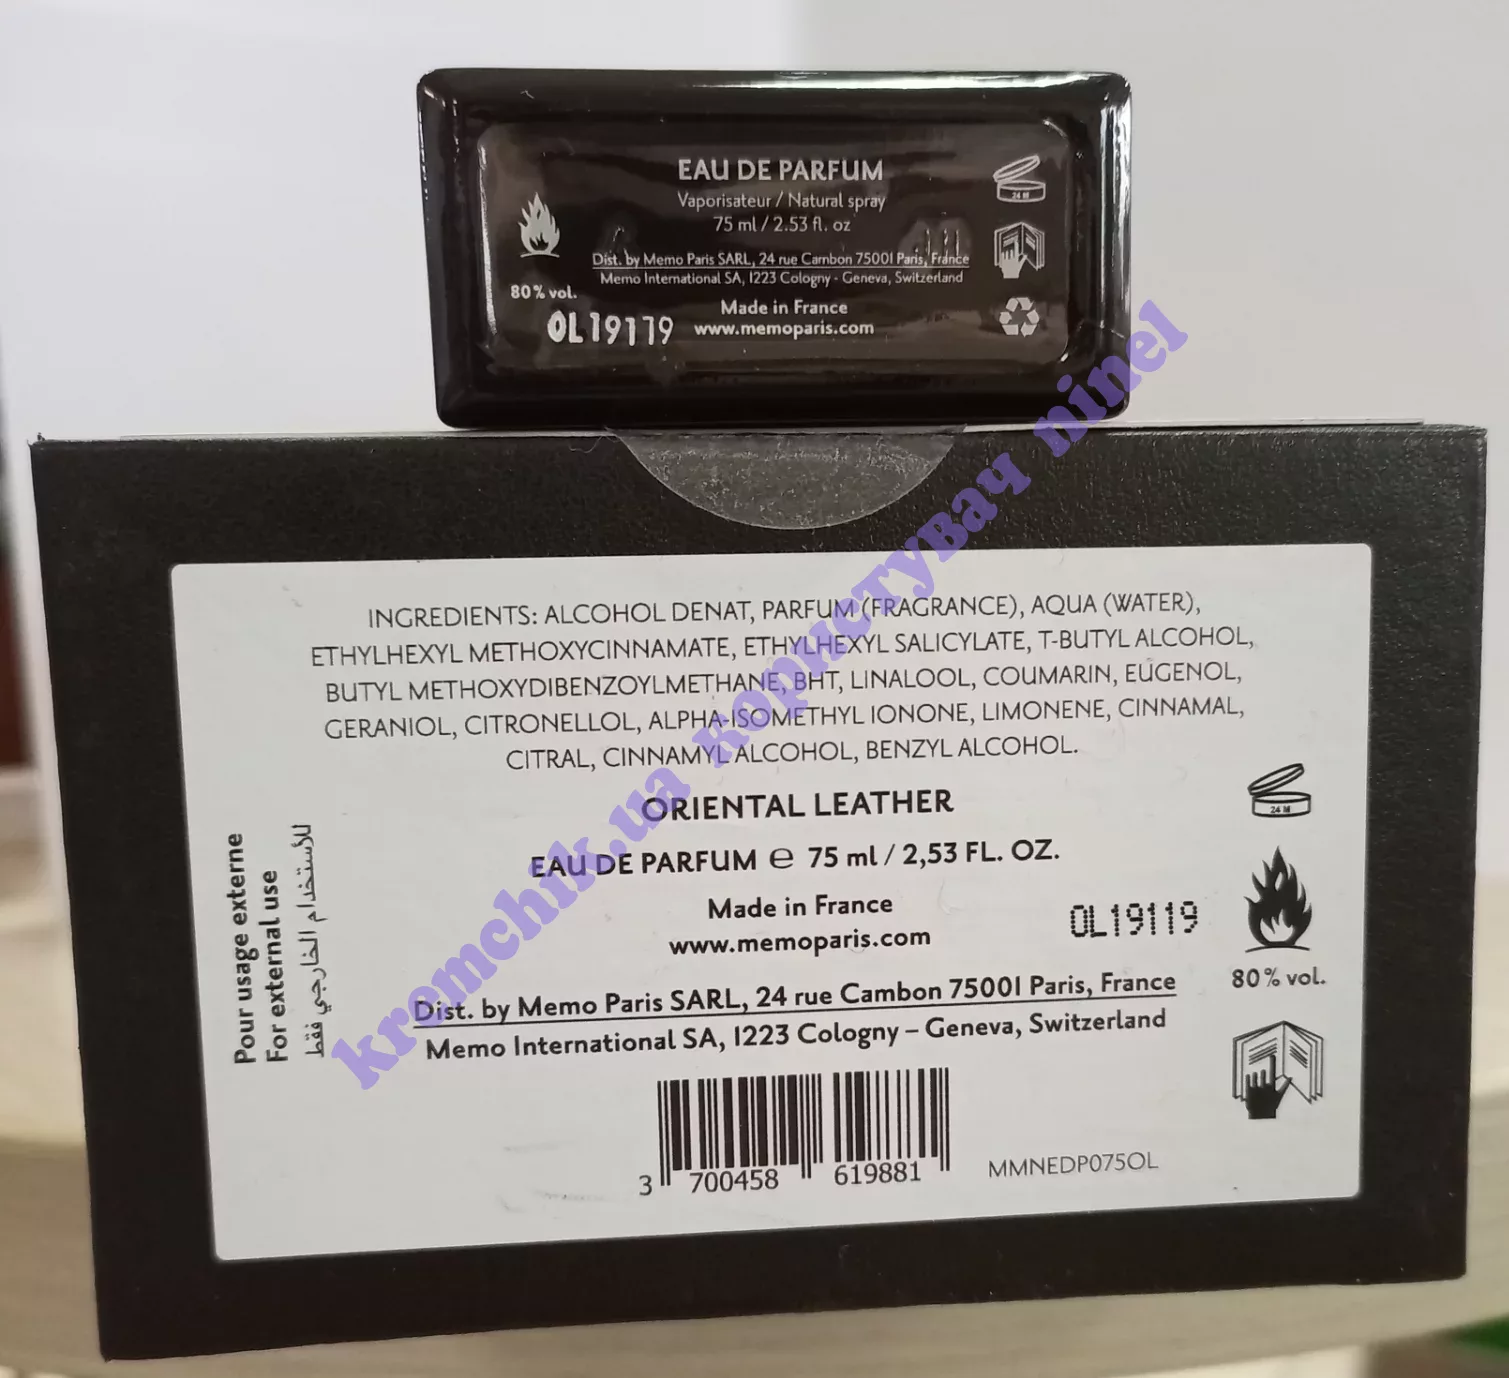 EAU DE PARFUM
Vaporisateur / Natural spray
75 ml / 2.53 fl. oz
Dist. by Memo Paris SARL, 24 rue Cambon 75001 Paris, France
Memo International SA, 1223 Cologny - Geneva, Switzerland
Made in France
www.memoparis.com
80% vol.
OL19119
24 M
INGREDIENTS: ALCOHOL DENAT, PARFUM (FRAGRANCE), AQUA (WATER),
ETHYLHEXYL METHOXYCINNAMATE, ETHYLHEXYL SALICYLATE, T-BUTYL ALCOHOL,
BUTYL METHOXYDIBENZOYLMETHANE, BHT, LINALOOL, COUMARIN, EUGENOL,
GERANIOL, CITRONELLOL, ALPHA-ISOMETHYL IONONE, LIMONENE, CINNAMAL,
CITRAL, CINNAMYL ALCOHOL, BENZYL ALCOHOL.
ORIENTAL LEATHER
EAU DE PARFUM e 75 ml / 2,53 FL. OZ.
Made in France
www.memoparis.com
OL19119
Dist. by Memo Paris SARL, 24 rue Cambon 75001 Paris, France
Memo International SA, 1223 Cologny – Geneva, Switzerland
24 M
80% vol.
Pour usage externe
For external use
للأستخدام الخارجي فقط
3 700458 619881
MMNEDP075OL
kremchik.ua користувач ninel